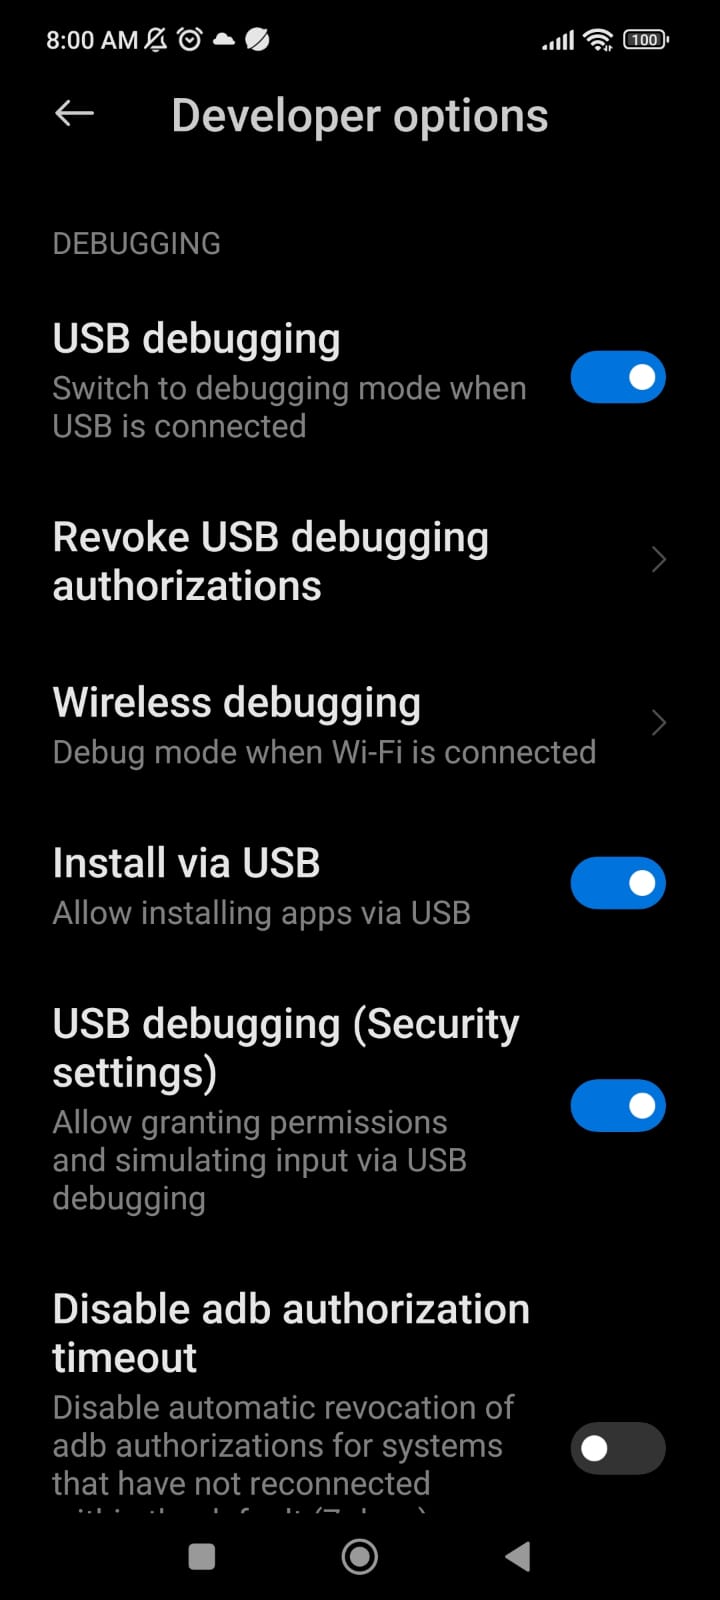 8:00 AM
100
Developer options
DEBUGGING
USB debugging
Switch to debugging mode when
USB is connected
Revoke USB debugging
authorizations
Wireless debugging
Debug mode when Wi-Fi is connected
Install via USB
Allow installing apps via USB
USB debugging (Security
settings)
Allow granting permissions
and simulating input via USB
debugging
Disable adb authorization
timeout
Disable automatic revocation of
adb authorizations for systems
that have not reconnected